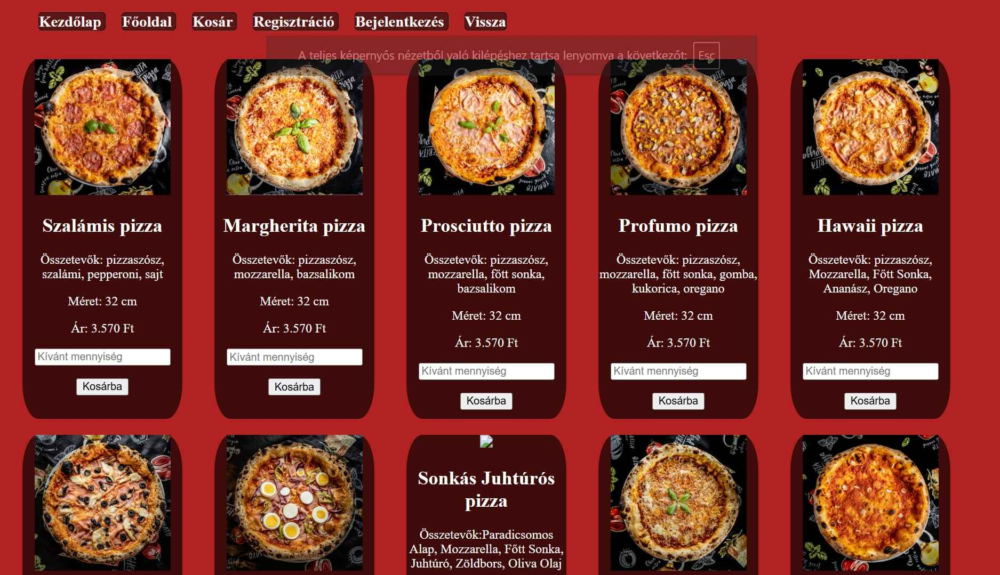 Kezdőlap Főoldal Kosár Regisztráció Bejelentkezés Vissza
A teljes képernyős nézetből való kilépéshez tartsa lenyomva a következőt: Esc
Szalámis pizza
Összetevők: pizzaszósz,
szalámi, pepperoni, sajt
Méret: 32 cm
Ár: 3.570 Ft
Kívánt mennyiség
Kosárba
Margherita pizza
Összetevők: pizzaszósz,
mozzarella, bazsalikom
Méret: 32 cm
Ár: 3.570 Ft
Kívánt mennyiség
Kosárba
Prosciutto pizza
Összetevők: pizzaszósz,
mozzarella, főtt sonka,
bazsalikom
Méret: 32 cm
Ár: 3.570 Ft
Kívánt mennyiség
Kosárba
Profumo pizza
Összetevők: pizzaszósz,
mozzarella, főtt sonka, gomba,
kukorica, oregano
Méret: 32 cm
Ár: 3.570 Ft
Kívánt mennyiség
Kosárba
Hawaii pizza
Összetevők: pizzaszósz,
Mozzarella, Főtt Sonka,
Ananász, Oregano
Méret: 32 cm
Ár: 3.570 Ft
Kívánt mennyiség
Kosárba
Sonkás Juhtúrós
pizza
Összetevők:Paradicsomos
Alap, Mozzarella, Főtt Sonka,
Juhtúró, Zöldbors, Oliva Olaj